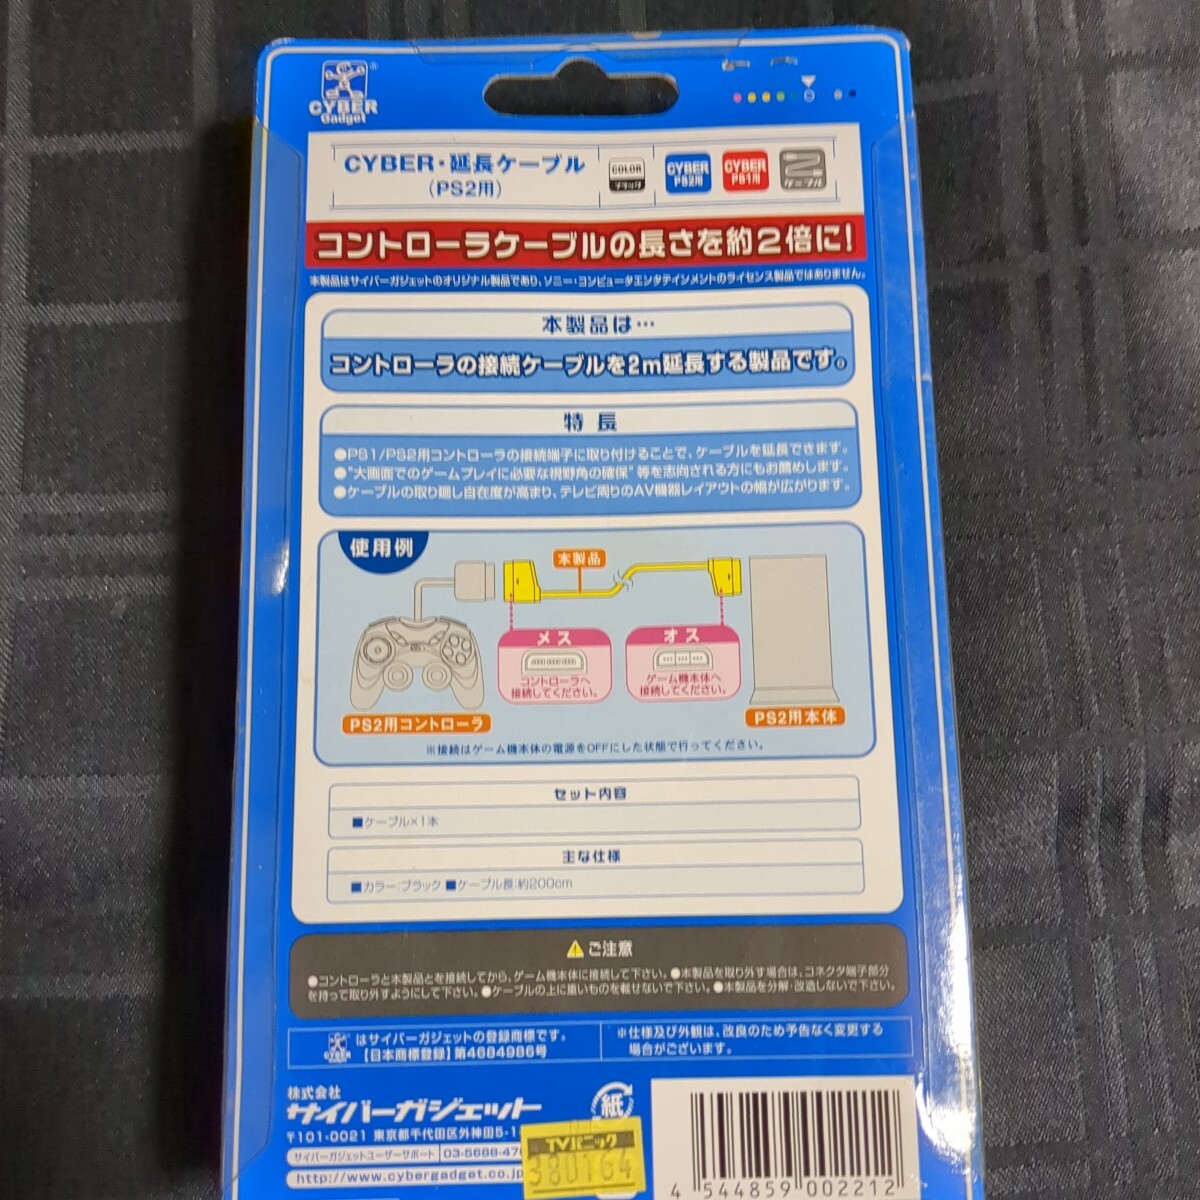 CYBER
Gadget
CYBER・延長ケーブル
(PS2用)
COLOR
ブラック
CYBER
PS2用
CYBER
PS1用
ケーブル
コントローラケーブルの長さを約2倍に!
本製品はサイバーガジェットのオリジナル製品であり、ソニー・コンピュータエンタテインメントのライセンス製品ではありません。
本製品は…
コントローラの接続ケーブルを2m延長する製品です。
特長
●PS1/PS2用コントローラの接続端子に取り付けることで、ケーブルを延長できます。
●"大画面でのゲームプレイに必要な視野角の確保"等を志向される方にもお薦めします。
●ケーブルの取り廻し自在度が高まり、テレビ周りのAV機器レイアウトの幅が広がります。
使用例
本製品
メス
コントローラへ
接続してください。
オス
ゲーム機本体へ
接続してください。
PS2用コントローラ
PS2用本体
※接続はゲーム機本体の電源をOFFにした状態で行ってください。
セット内容
■ケーブル×1本
主な仕様
■カラー:ブラック ■ケーブル長:約200cm
ご注意
●コントローラと本製品とを接続してから、ゲーム機本体に接続して下さい。●本製品を取り外す場合は、コネクタ端子部分
を持って取り外すようにして下さい。●ケーブルの上に重いものを載せないで下さい。●本製品を分解・改造しないで下さい。
CYBER Gadget はサイバーガジェットの登録商標です。
【日本商標登録】第4684986号
※仕様及び外観は、改良のため予告なく変更する
場合がございます。
株式会社
サイバーガジェット
〒101-0021 東京都千代田区外神田5-1
サイバーガジェットユーザーサポート 03-5688-47
http://www.cybergadget.co.jp
紙
TVパニック
380164
4 544859 002212